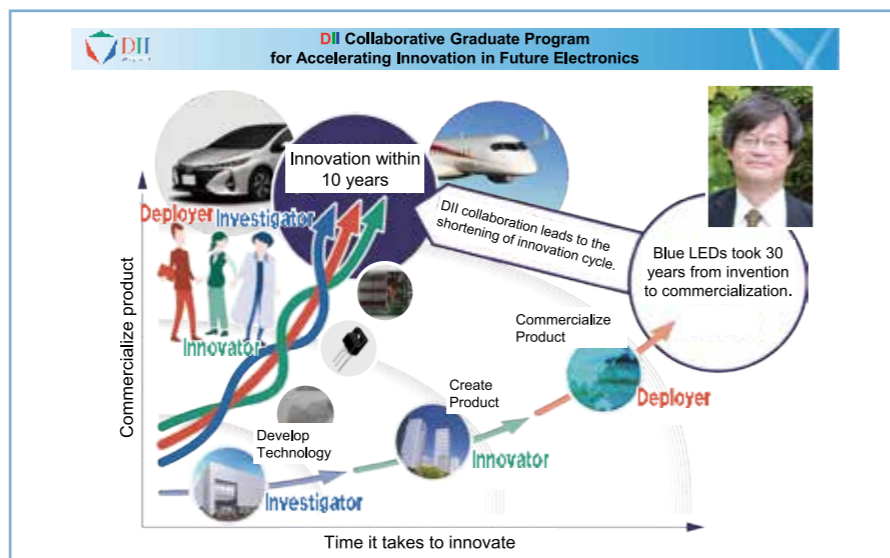 DII
DII Collaborative Graduate Program
for Accelerating Innovation in Future Electronics
Innovation within
10 years
Deployer
Investigator
Innovator
DII collaboration leads to the
shortening of innovation cycle.
Blue LEDs took 30
years from invention
to commercialization.
Commercialize
Product
Deployer
Create
Product
Innovator
Develop
Technology
Investigator
Commercialize product
Time it takes to innovate